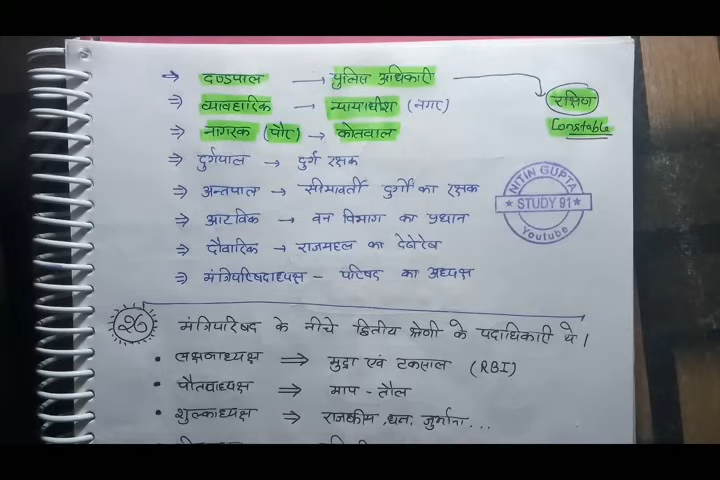 → दण्डपाल → पुलिस अधिकारी → रक्षिण
Constable
⇒ व्यावहारिक → न्यायाधीश (नगर)
⇒ नागरक (पौर) → कोतवाल
⇒ दुर्गपाल → दुर्ग रक्षक
⇒ अन्तपाल → सीमावर्ती दुर्गों का रक्षक
⇒ आटविक → वन विभाग का प्रधान
⇒ दौवारिक → राजमहल का देखरेख
⇒ मंत्रिपरिषदाध्यक्ष - परिषद का अध्यक्ष
NITIN GUPTA
★ STUDY 91 ★
Youtube
26 मंत्रिपरिषद के नीचे द्वितीय श्रेणी के पदाधिकारी थे।
• लक्षणाध्यक्ष ⇒ मुद्रा एवं टकसाल (RBI)
• पौतवाध्यक्ष ⇒ माप - तौल
• शुल्काध्यक्ष ⇒ राजकीय धन, जुर्माना...